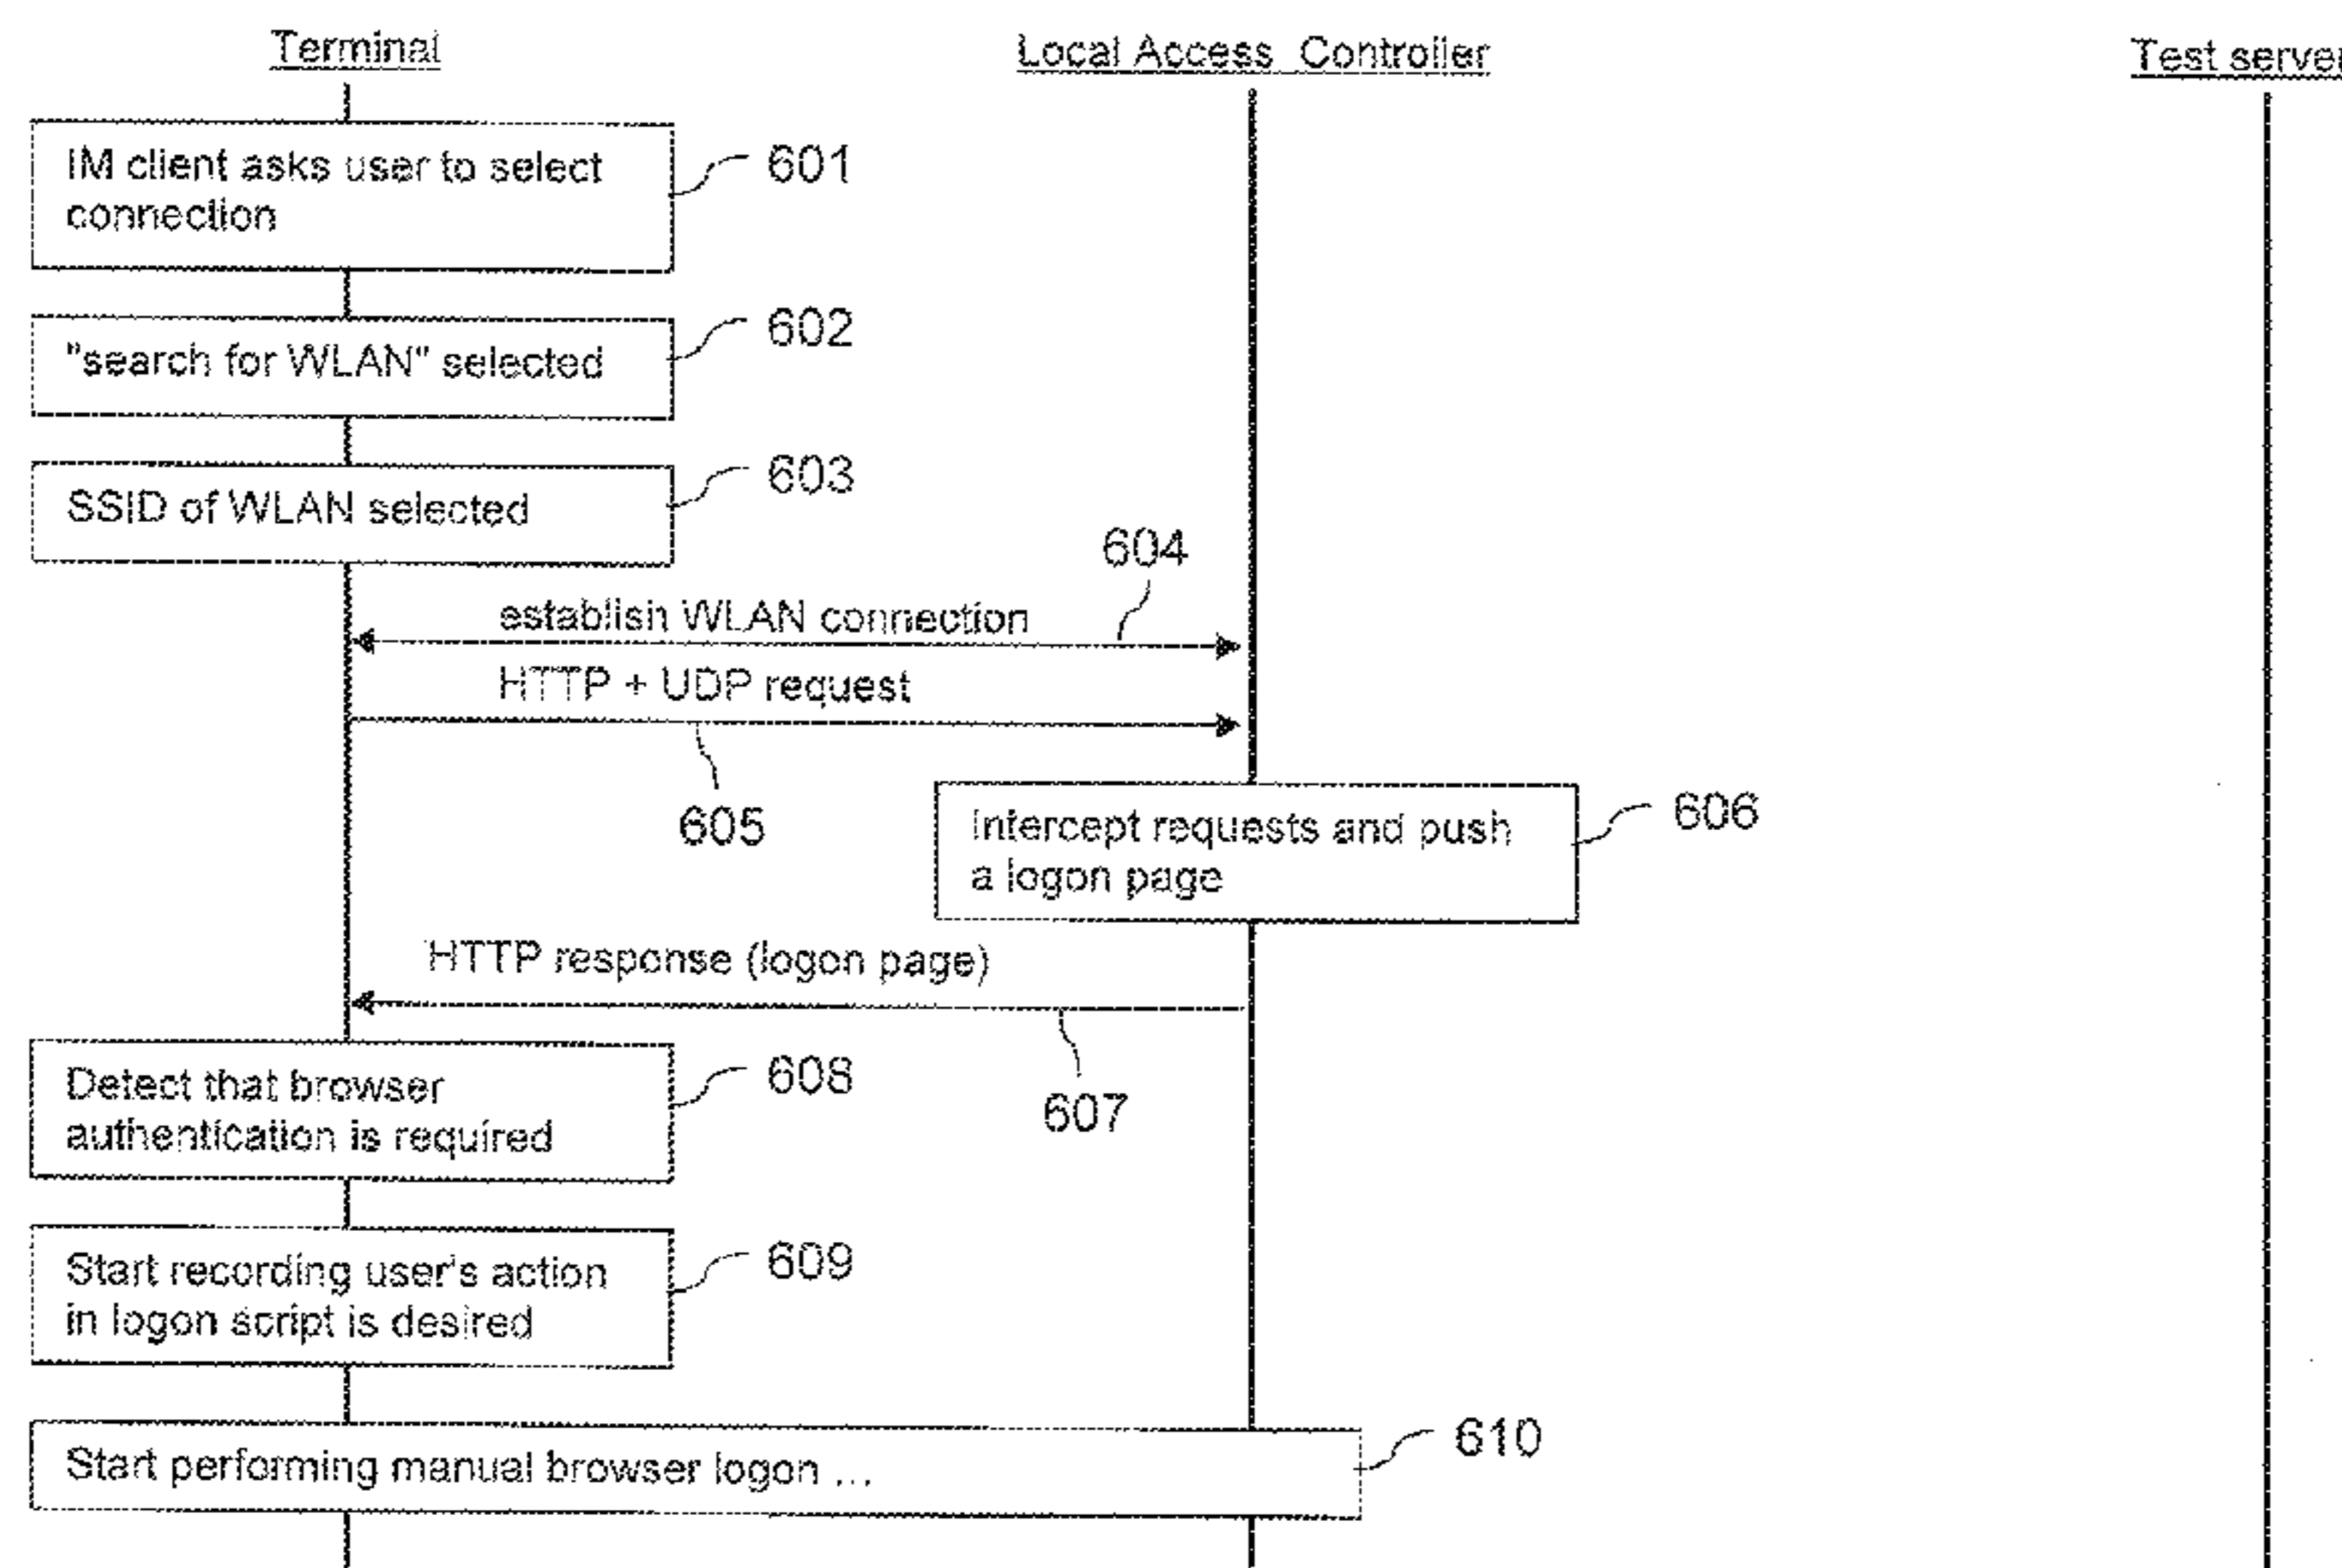 Terminal
Local Access Controller
Test server
IM client asks user to select
connection
601
"search for WLAN" selected
602
SSID of WLAN selected
603
604
establish WLAN connection
HTTP + UDP request
605
Intercept requests and push
a logon page
606
HTTP response (logon page)
607
Detect that browser
authentication is required
608
Start recording user's action
in logon script is desired
609
Start performing manual browser logon ...
610